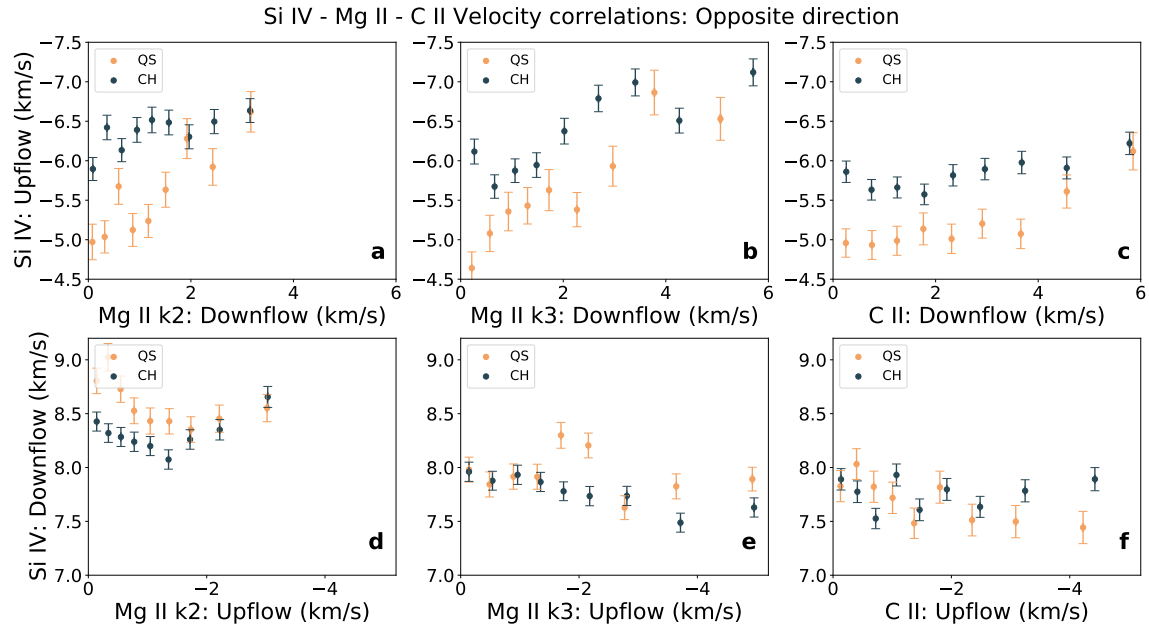 Si IV - Mg II - C II Velocity correlations: Opposite direction
Si IV: Upflow (km/s)
−7.5
−7.0
−6.5
−6.0
−5.5
−5.0
−4.5
QS
CH
a
0 2 4 6
Mg II k2: Downflow (km/s)
−7.5
−7.0
−6.5
−6.0
−5.5
−5.0
−4.5
QS
CH
b
0 2 4 6
Mg II k3: Downflow (km/s)
−7.5
−7.0
−6.5
−6.0
−5.5
−5.0
−4.5
QS
CH
c
0 2 4 6
C II: Downflow (km/s)
Si IV: Downflow (km/s)
9.0
8.5
8.0
7.5
7.0
QS
CH
d
0 −2 −4
Mg II k2: Upflow (km/s)
9.0
8.5
8.0
7.5
7.0
QS
CH
e
0 −2 −4
Mg II k3: Upflow (km/s)
9.0
8.5
8.0
7.5
7.0
QS
CH
f
0 −2 −4
C II: Upflow (km/s)